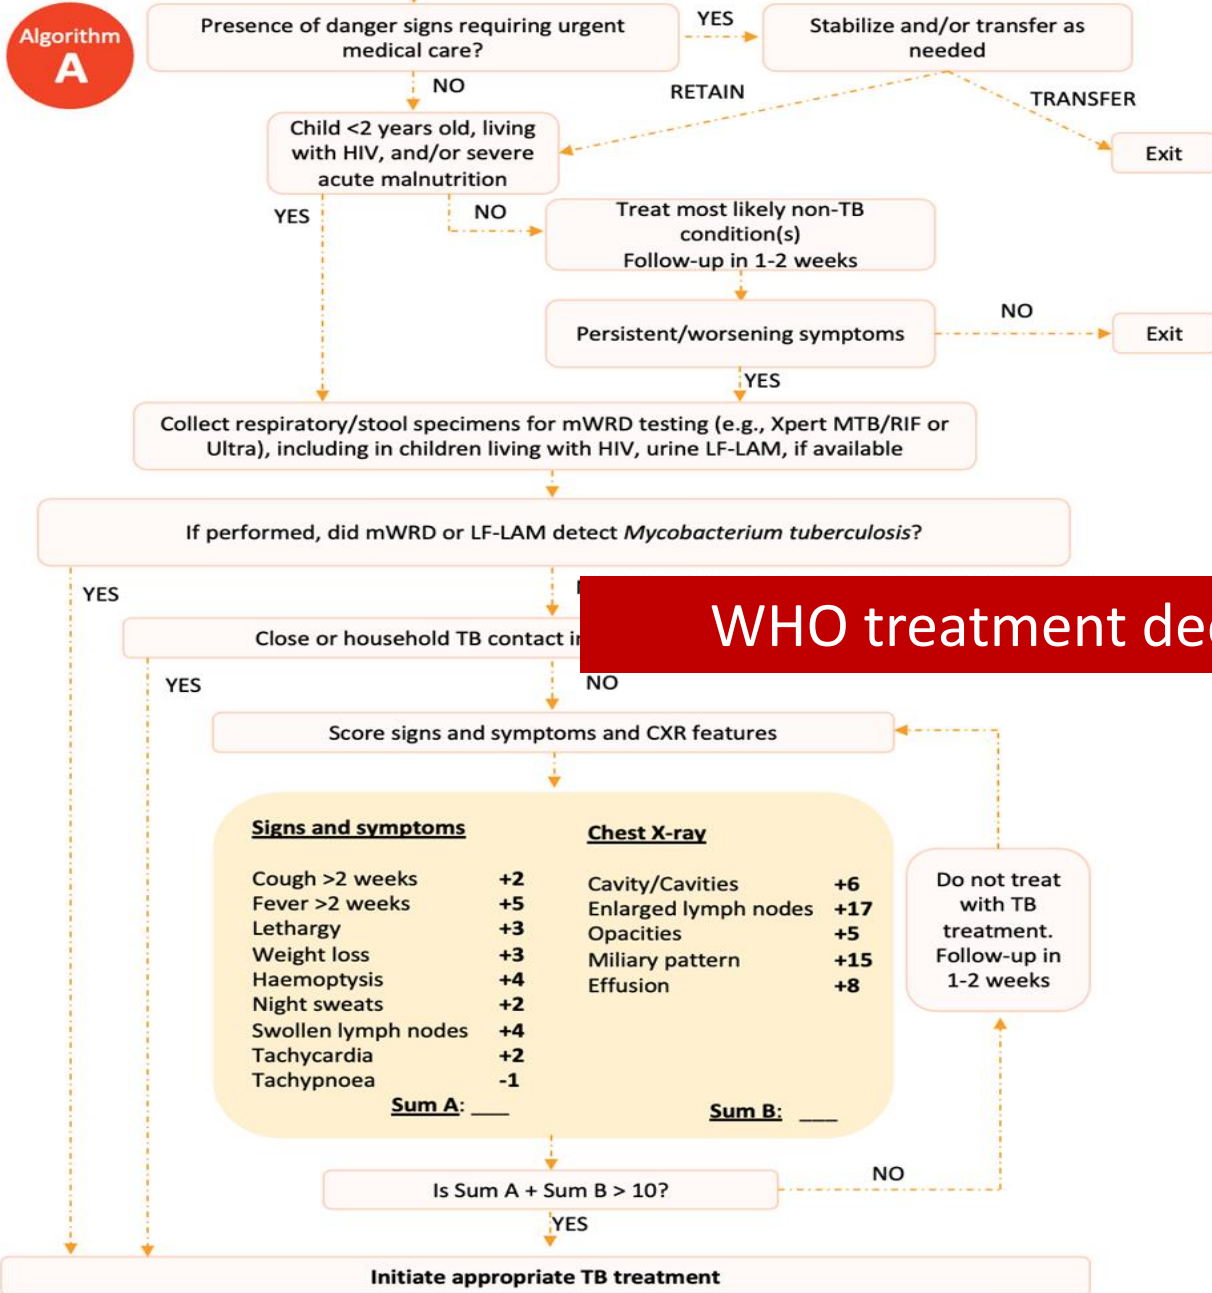 Algorithm
A
Presence of danger signs requiring urgent
medical care?
YES
Stabilize and/or transfer as
needed
NO
RETAIN
TRANSFER
Child <2 years old, living
with HIV, and/or severe
acute malnutrition
Exit
YES
NO
Treat most likely non-TB
condition(s)
Follow-up in 1-2 weeks
Persistent/worsening symptoms
NO
Exit
YES
Collect respiratory/stool specimens for mWRD testing (e.g., Xpert MTB/RIF or
Ultra), including in children living with HIV, urine LF-LAM, if available
If performed, did mWRD or LF-LAM detect Mycobacterium tuberculosis?
YES
WHO treatment
Close or household TB contact
YES
NO
Score signs and symptoms and CXR features
Signs and symptoms
Cough >2 weeks +2
Fever >2 weeks +5
Lethargy +3
Weight loss +3
Haemoptysis +4
Night sweats +2
Swollen lymph nodes +4
Tachycardia +2
Tachypnoea -1
Sum A: ___
Chest X-ray
Cavity/Cavities +6
Enlarged lymph nodes +17
Opacities +5
Miliary pattern +15
Effusion +8
Sum B: ___
Do not treat
with TB
treatment.
Follow-up in
1-2 weeks
Is Sum A + Sum B > 10?
NO
YES
Initiate appropriate TB treatment